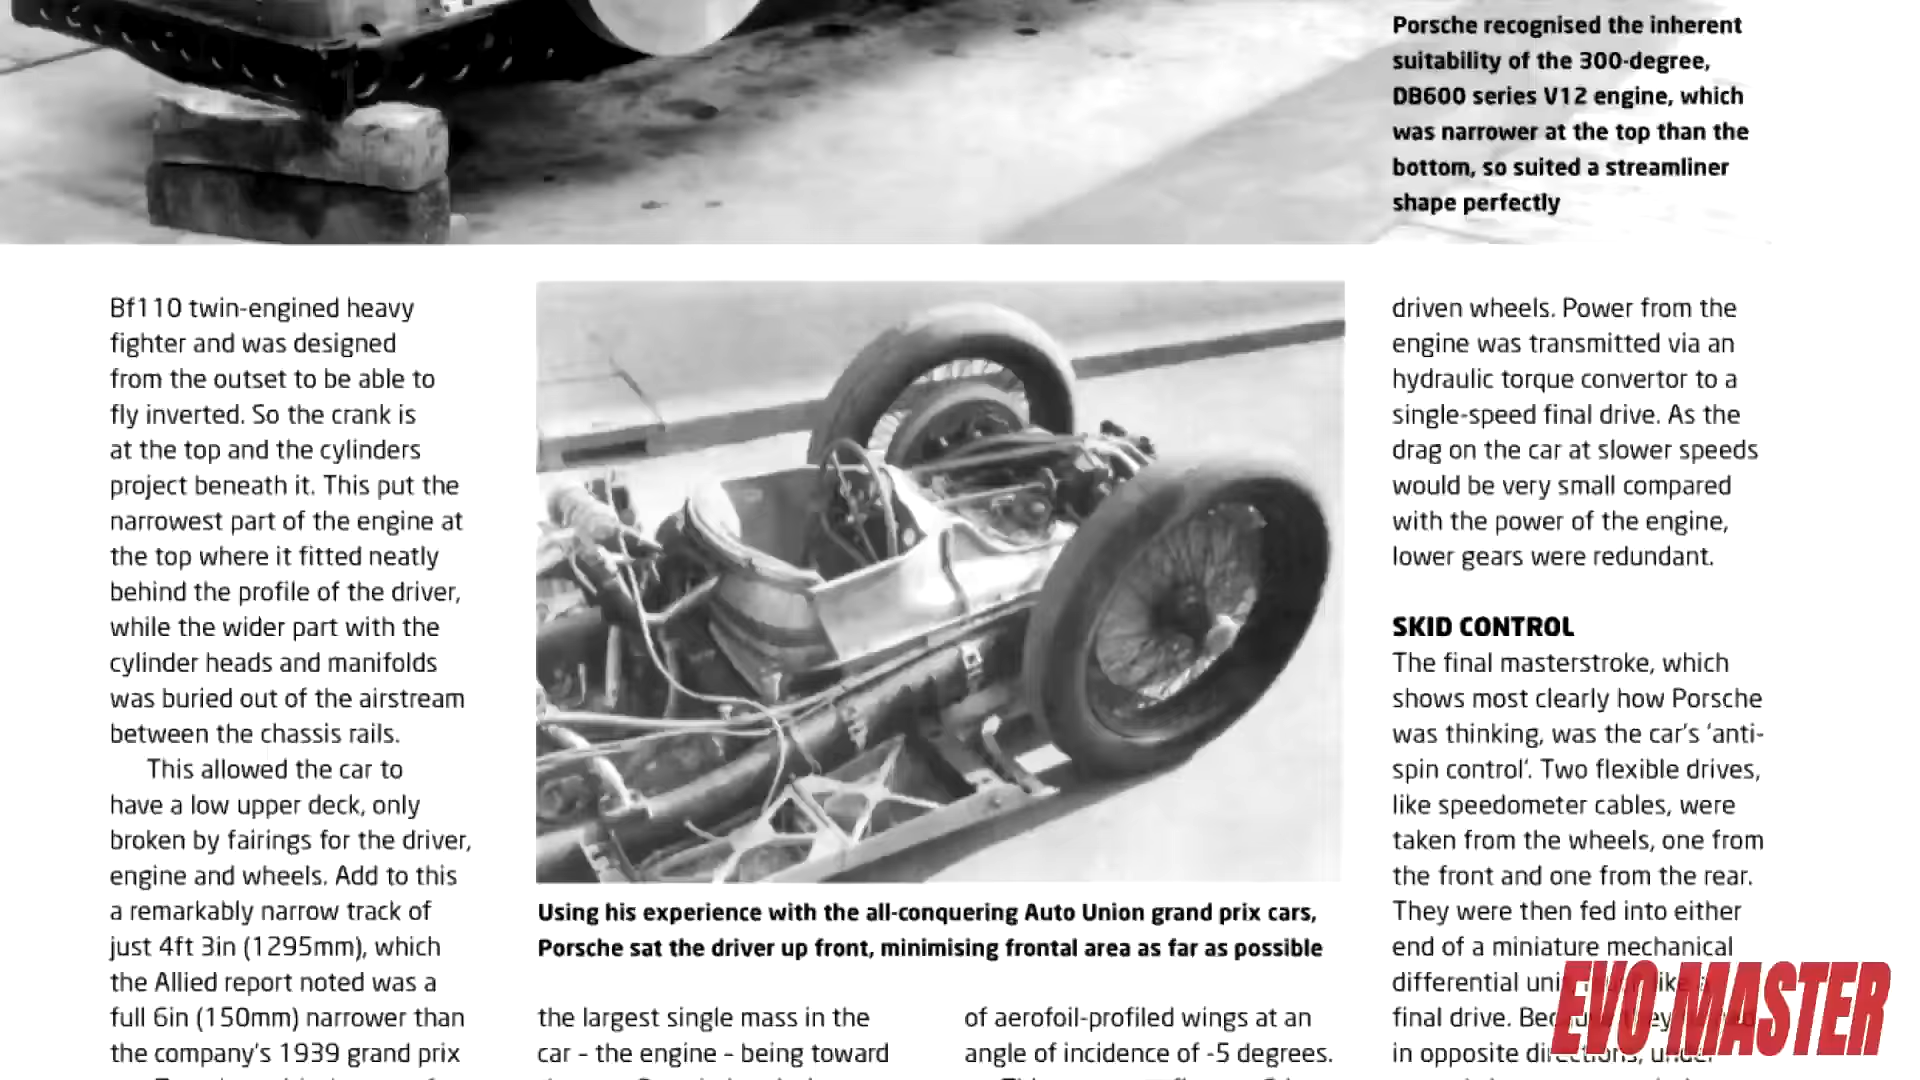 Porsche recognised the inherent
suitability of the 300-degree,
DB600 series V12 engine, which
was narrower at the top than the
bottom, so suited a streamliner
shape perfectly
Bf110 twin-engined heavy
fighter and was designed
from the outset to be able to
fly inverted. So the crank is
at the top and the cylinders
project beneath it. This put the
narrowest part of the engine at
the top where it fitted neatly
behind the profile of the driver,
while the wider part with the
cylinder heads and manifolds
was buried out of the airstream
between the chassis rails.
This allowed the car to
have a low upper deck, only
broken by fairings for the driver,
engine and wheels. Add to this
a remarkably narrow track of
just 4ft 3in (1295mm), which
the Allied report noted was a
full 6in (150mm) narrower than
the company's 1939 grand prix
Using his experience with the all-conquering Auto Union grand prix cars,
Porsche sat the driver up front, minimising frontal area as far as possible
the largest single mass in the
car – the engine – being toward
of aerofoil-profiled wings at an
angle of incidence of -5 degrees.
driven wheels. Power from the
engine was transmitted via an
hydraulic torque convertor to a
single-speed final drive. As the
drag on the car at slower speeds
would be very small compared
with the power of the engine,
lower gears were redundant.
SKID CONTROL
The final masterstroke, which
shows most clearly how Porsche
was thinking, was the car's 'anti-
spin control'. Two flexible drives,
like speedometer cables, were
taken from the wheels, one from
the front and one from the rear.
They were then fed into either
end of a miniature mechanical
differential
final drive.
in opposite
EVO MASTER